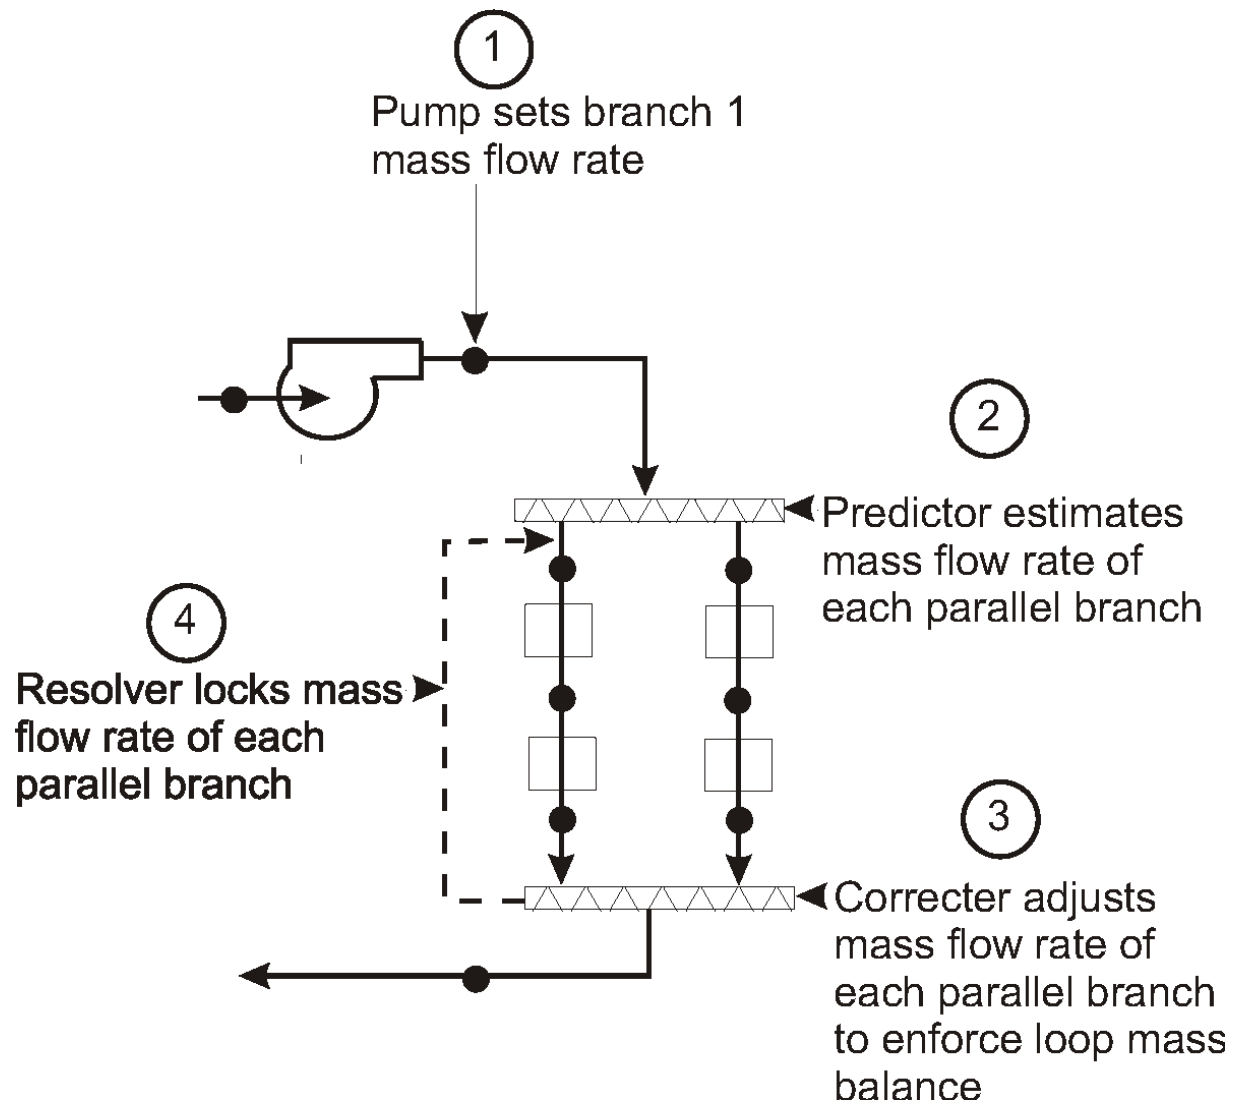 1
Pump sets branch 1
mass flow rate
2
Predictor estimates
mass flow rate of
each parallel branch
4
Resolver locks mass
flow rate of each
parallel branch
3
Correcter adjusts
mass flow rate of
each parallel branch
to enforce loop mass
balance